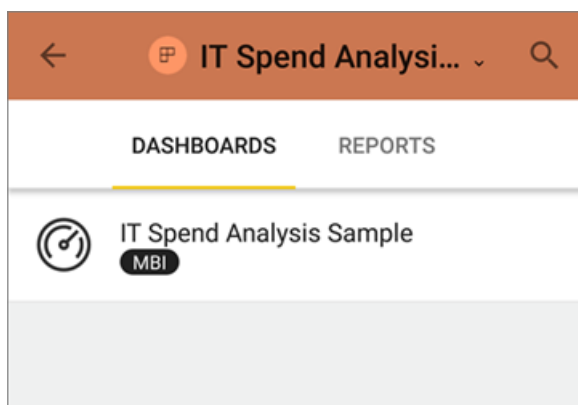 IT Spend Analysi...
DASHBOARDS REPORTS
IT Spend Analysis Sample
MBI